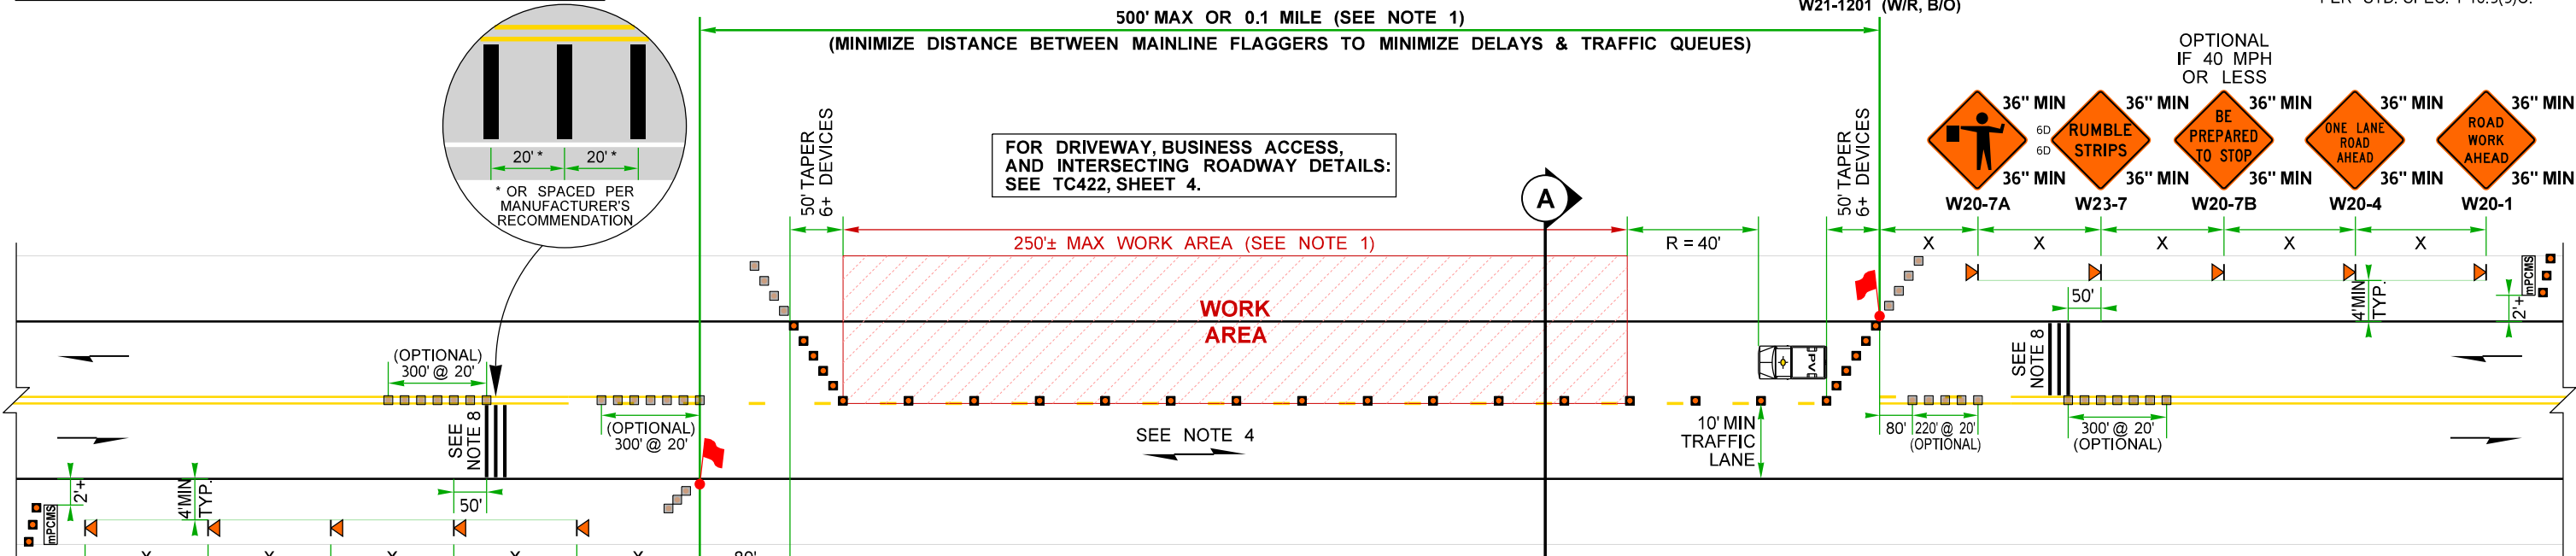 500' MAX OR 0.1 MILE (SEE NOTE 1)
(MINIMIZE DISTANCE BETWEEN MAINLINE FLAGGERS TO MINIMIZE DELAYS & TRAFFIC QUEUES)
W21-1201 (W/R, B/O)
20' *
20' *
* OR SPACED PER
MANUFACTURER'S
RECOMMENDATION
50' TAPER
6+ DEVICES
FOR DRIVEWAY, BUSINESS ACCESS,
AND INTERSECTING ROADWAY DETAILS:
SEE TC422, SHEET 4.
A
50' TAPER
6+ DEVICES
OPTIONAL
IF 40 MPH
OR LESS
36" MIN
36" MIN
36" MIN
36" MIN
36" MIN
6D
6D
RUMBLE
STRIPS
BE
PREPARED
TO STOP
ONE LANE
ROAD
AHEAD
ROAD
WORK
AHEAD
36" MIN
36" MIN
36" MIN
36" MIN
36" MIN
W20-7A
W23-7
W20-7B
W20-4
W20-1
250'± MAX WORK AREA (SEE NOTE 1)
R = 40'
X
X
X
X
X
WORK
AREA
50'
4'MIN
TYP.
mPCMS
2'+
(OPTIONAL)
300' @ 20'
SEE
NOTE 8
(OPTIONAL)
300' @ 20'
PV
SEE
NOTE 8
SEE NOTE 4
10' MIN
TRAFFIC
LANE
80'
220' @ 20'
(OPTIONAL)
300' @ 20'
(OPTIONAL)
2'+
4'MIN
TYP.
50'
mPCMS